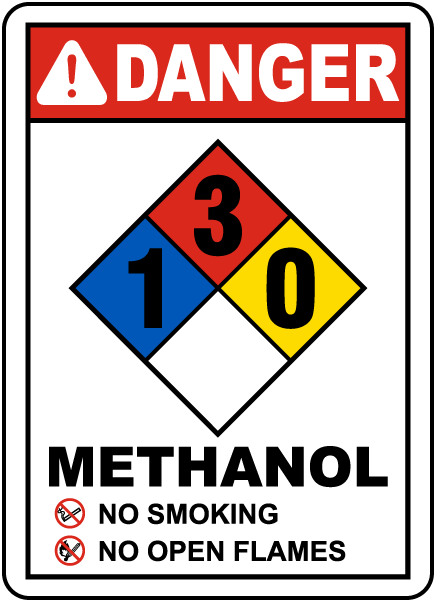 DANGER
3
1 0
METHANOL
NO SMOKING
NO OPEN FLAMES